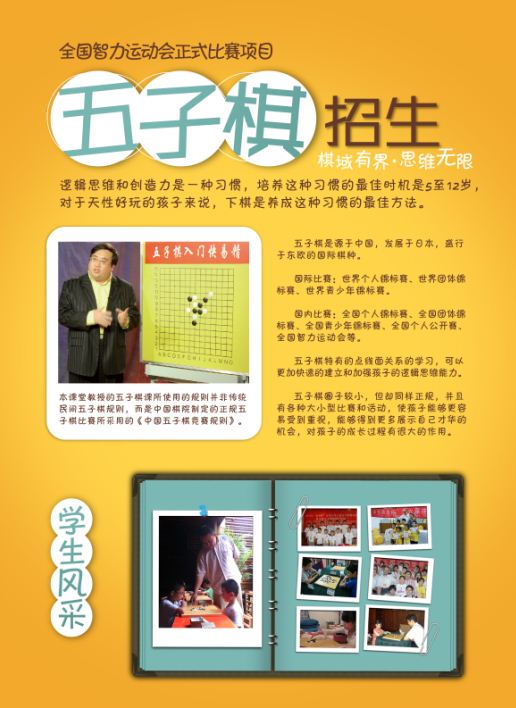 全国智力运动会正式比赛项目
五子棋招生
棋域有界·思维无限
逻辑思维和创造力是一种习惯，培养这种习惯的最佳时机是5至12岁，
对于天性好玩的孩子来说，下棋是养成这种习惯的最佳方法。
五子棋入门快易精
A B C D E F G H I J K L M N O
本课堂教授的五子棋课所使用的规则并非传统
民间五子棋规则，而是中国棋院制定的正规五
子棋比赛所采用的《中国五子棋竞赛规则》。
五子棋是源于中国，发展于日本，盛行
于东欧的国际棋种。
国际比赛：世界个人锦标赛、世界团体锦
标赛、世界青少年锦标赛。
国内比赛：全国个人锦标赛、全国团体锦
标赛、全国青少年锦标赛、全国个人公开赛、
全国智力运动会等。
五子棋特有的点线面关系的学习，可以
更加快速的建立和加强孩子的逻辑思维能力。
五子棋圈子较小，但却同样正规，并且
有各种大小型比赛和活动，使孩子能够更容
易受到重视，能够得到更多展示自己才华的
机会，对孩子的成长过程有很大的作用。
学生风采